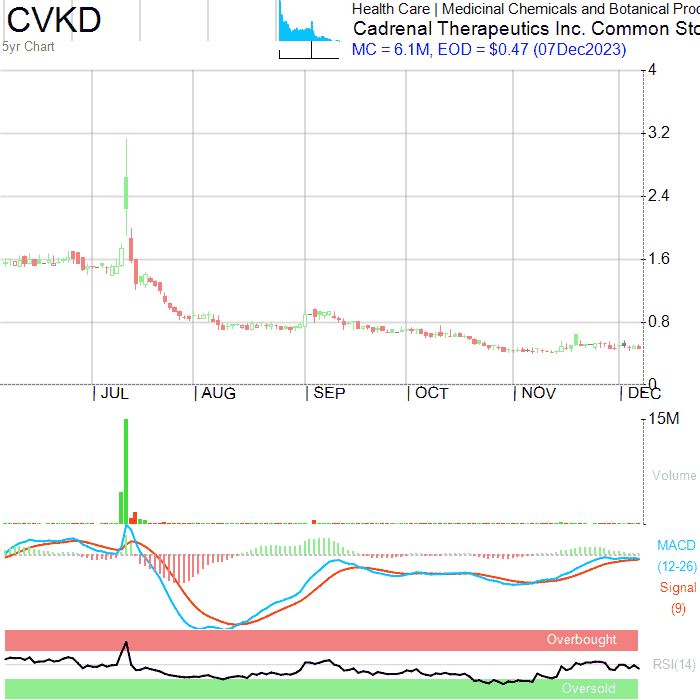 CVKD
5yr Chart
Health Care | Medicinal Chemicals and Botanical Prod
Cadrenal Therapeutics Inc. Common Sto
MC = 6.1M, EOD = $0.47 (07Dec2023)
4
3.2
2.4
1.6
0.8
0
JUL AUG SEP OCT NOV DEC
15M
Volume
MACD
(12-26)
Signal
(9)
Overbought
RSI(14)
Oversold